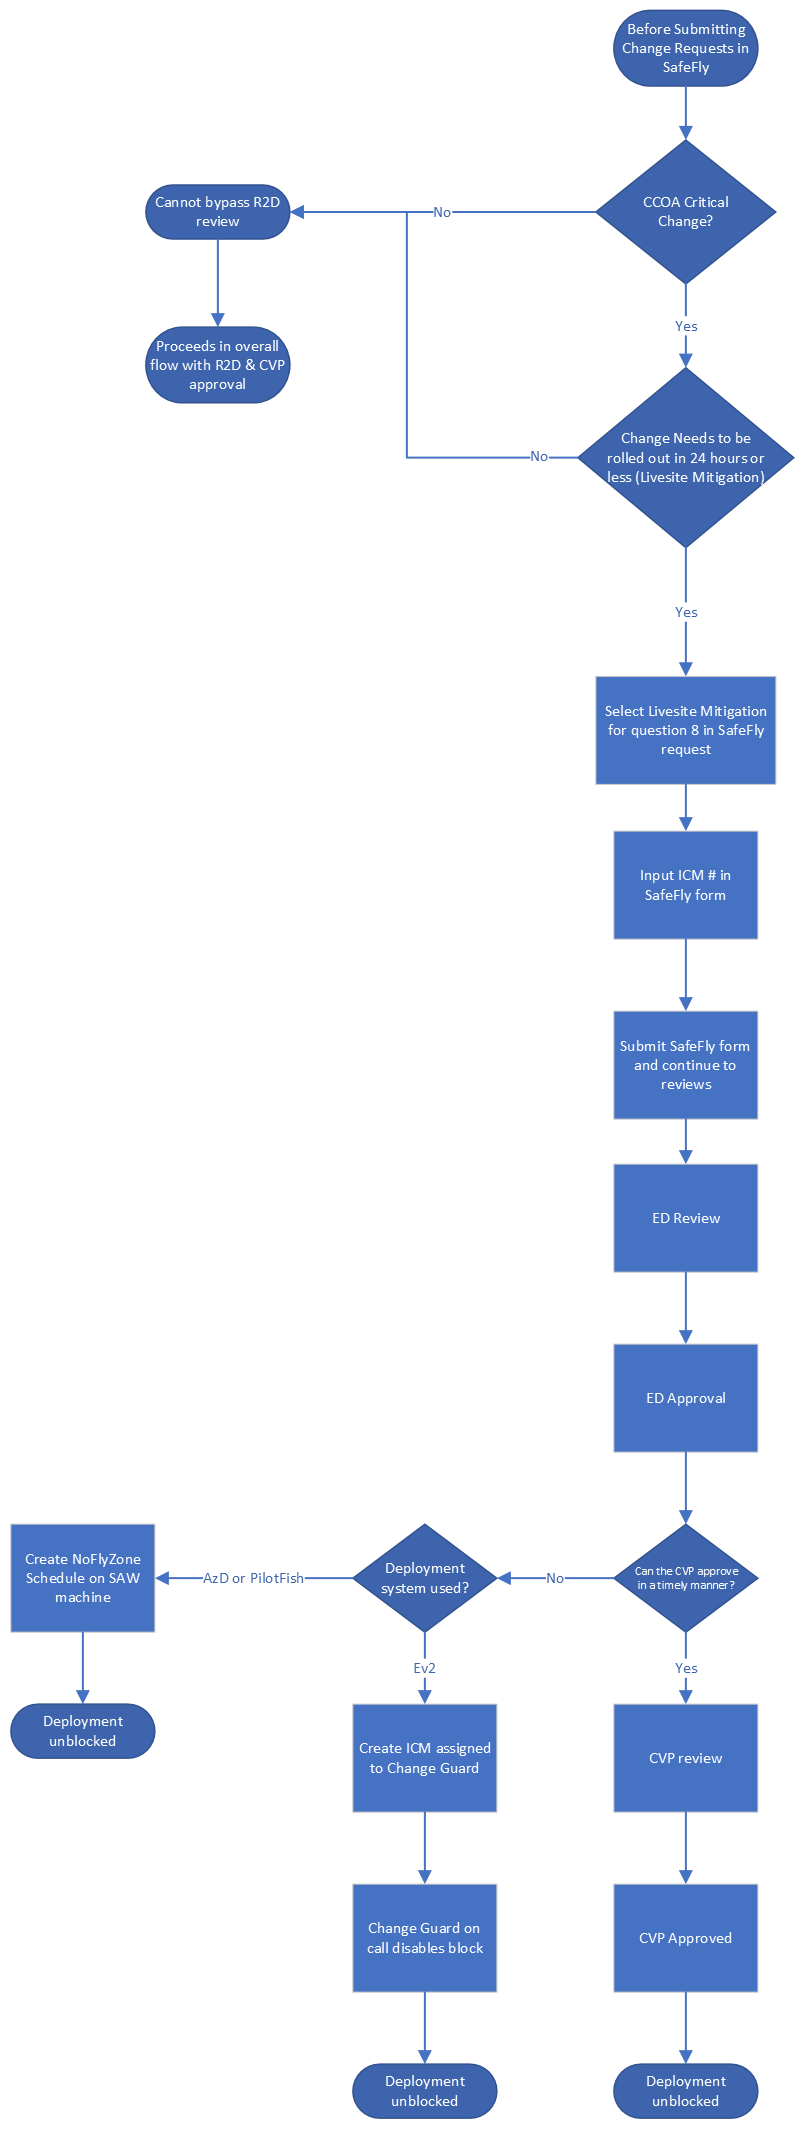 Before Submitting
Change Requests in
SafeFly
CCOA Critical
Change?
No
Cannot bypass R2D
review
Proceeds in overall
flow with R2D & CVP
approval
Yes
Change Needs to be
rolled out in 24 hours or
less (Livesite Mitigation)
No
Yes
Select Livesite Mitigation
for question 8 in SafeFly
request
Input ICM # in
SafeFly form
Submit SafeFly form
and continue to
reviews
ED Review
ED Approval
Can the CVP approve
in a timely manner?
No
Deployment
system used?
AzD or PilotFish
Create NoFlyZone
Schedule on SAW
machine
Deployment
unblocked
Ev2
Create ICM assigned
to Change Guard
Change Guard on
call disables block
Deployment
unblocked
Yes
CVP review
CVP Approved
Deployment
unblocked